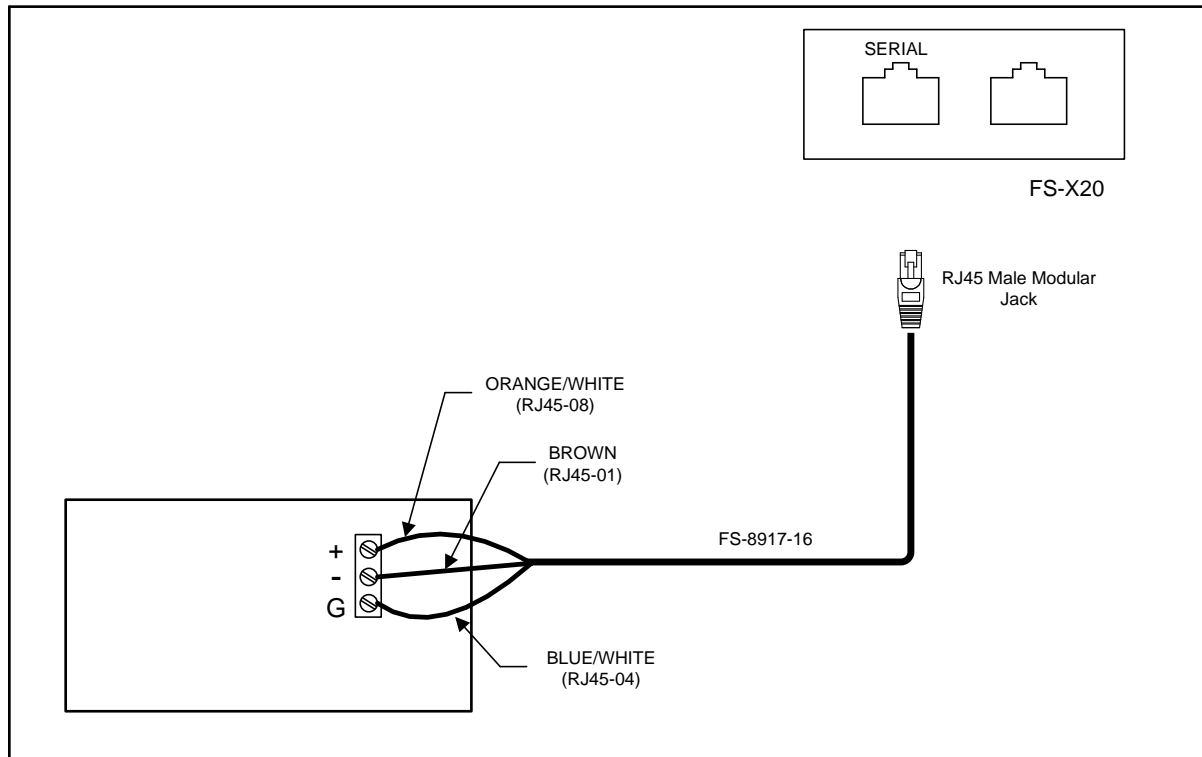 SERIAL
FS-X20
RJ45 Male Modular
Jack
ORANGE/WHITE
(RJ45-08)
BROWN
(RJ45-01)
FS-8917-16
+
-
G
BLUE/WHITE
(RJ45-04)